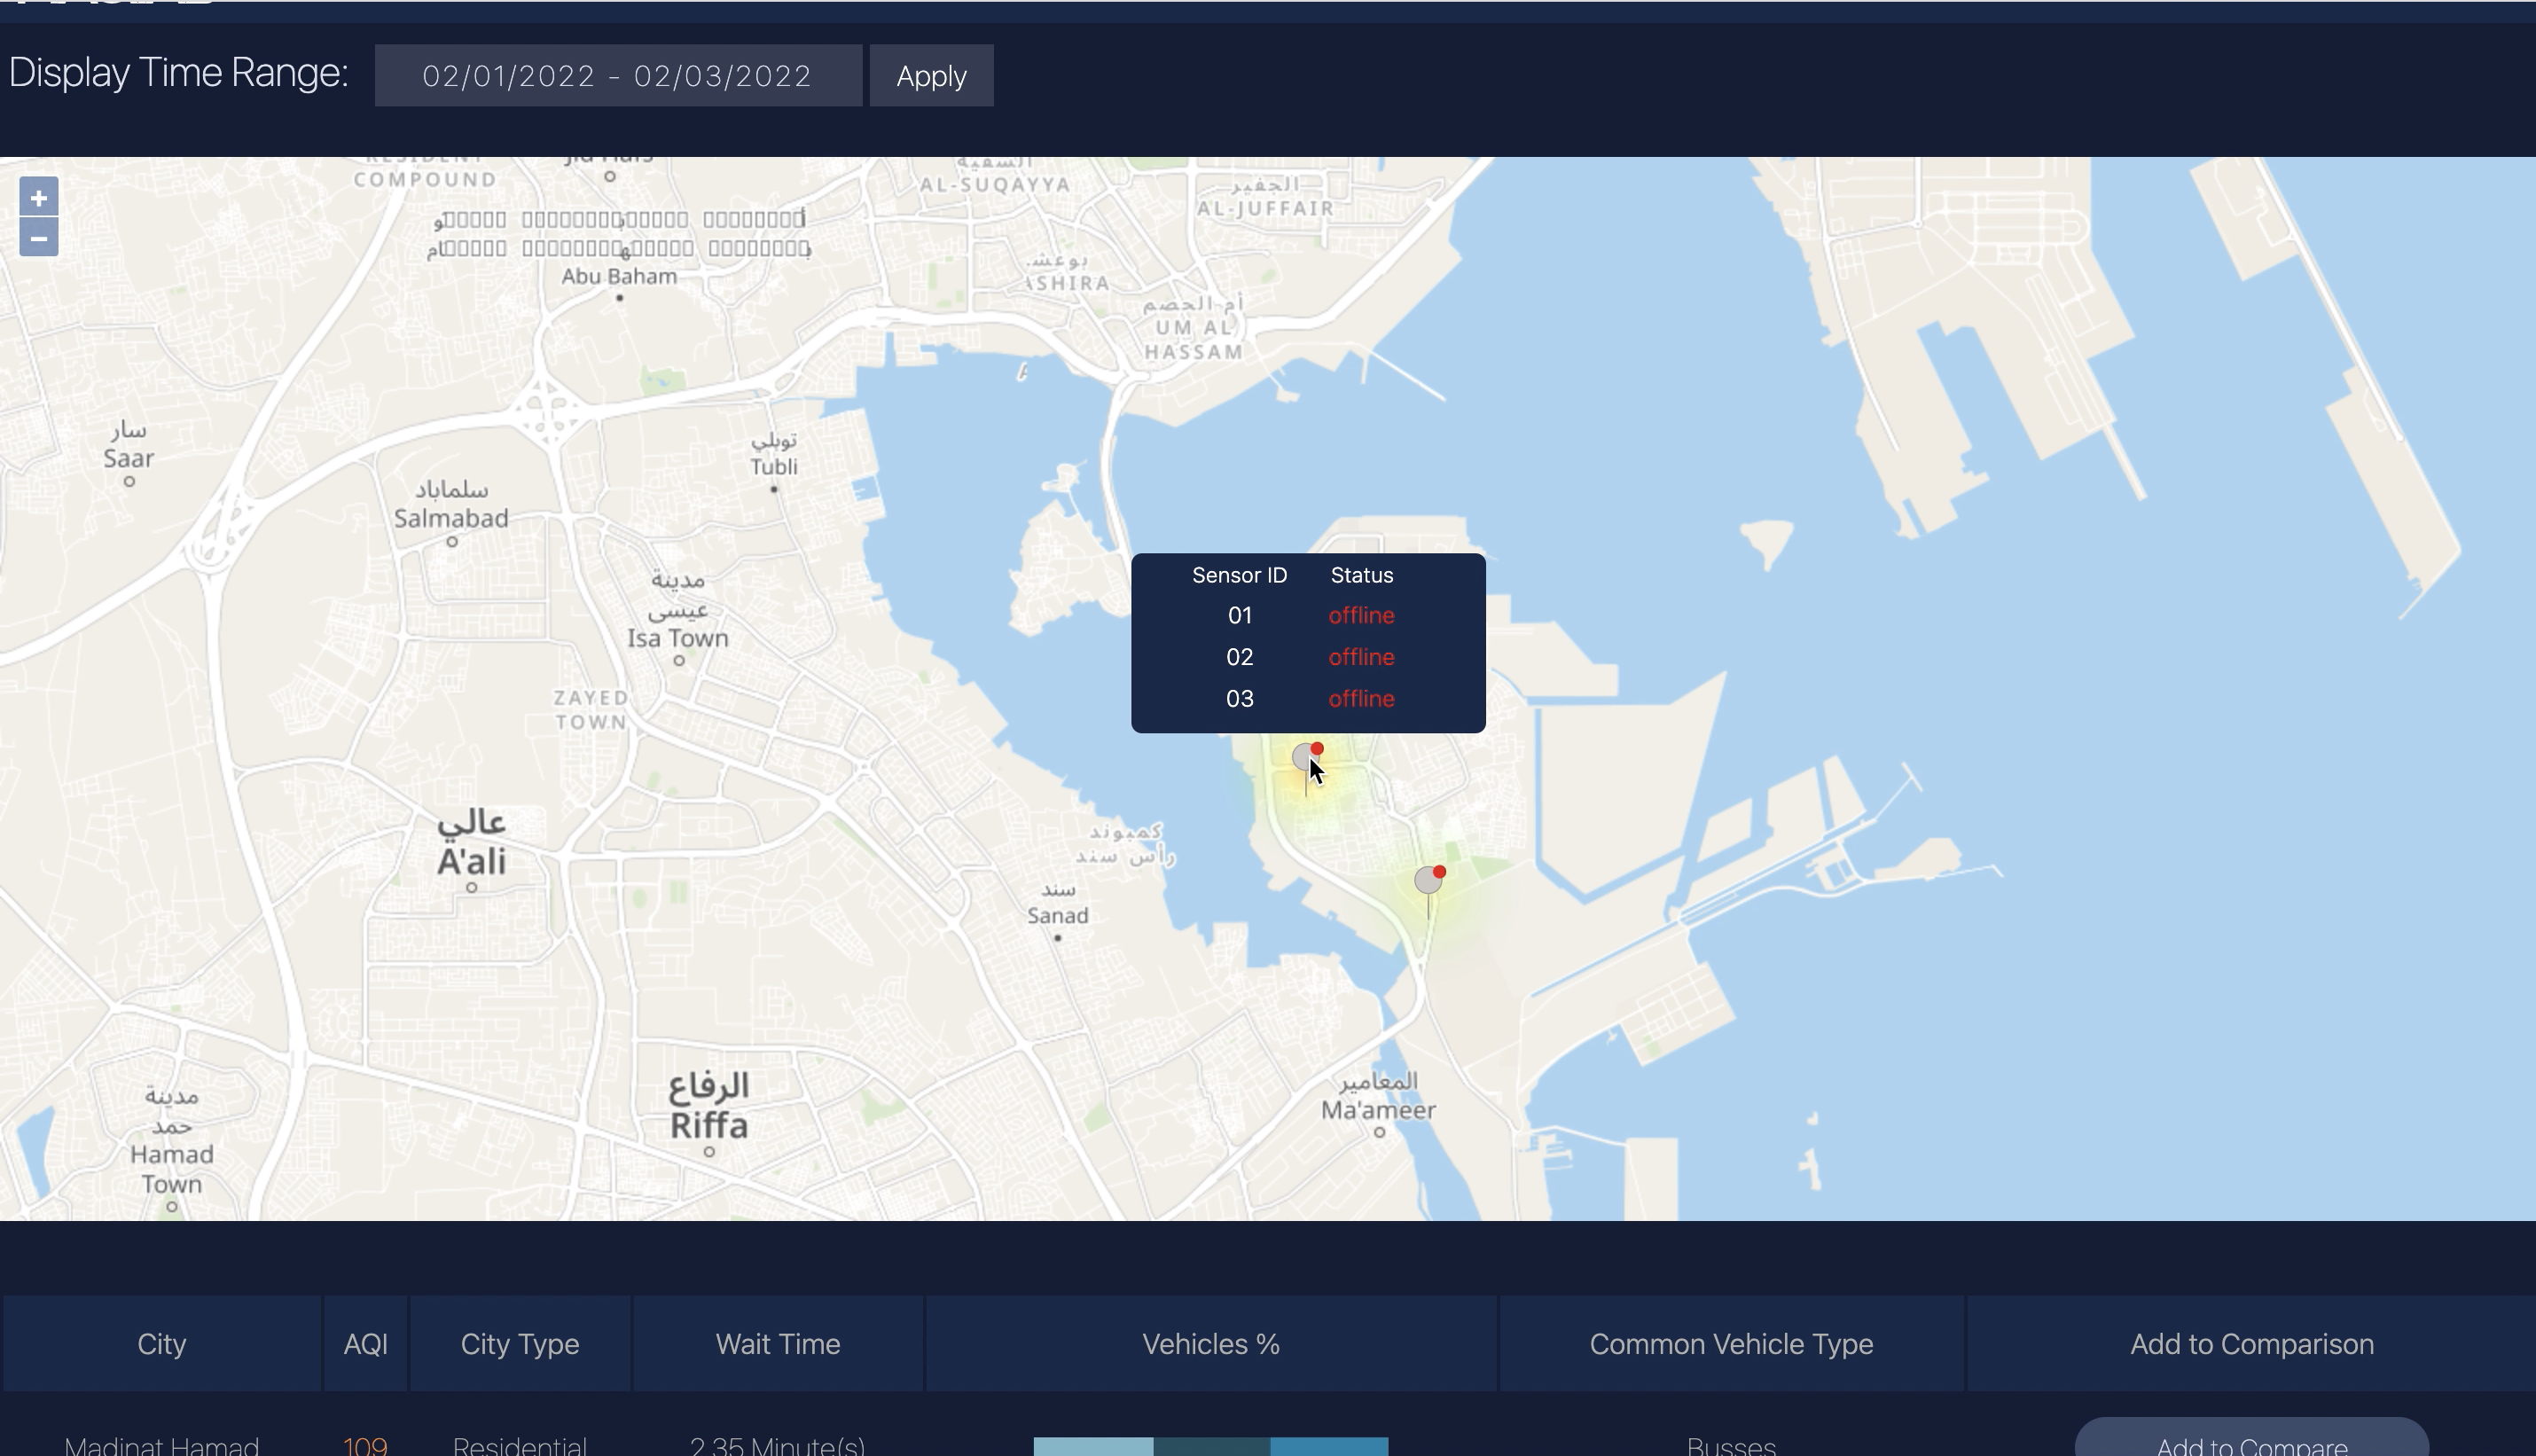 Display Time Range:
02/01/2022 - 02/03/2022
Apply
COMPOUND
السقية
AL-SUQAYYA
الجفير
AL-JUFFAIR
+
−
Abu Baham
بوعش
ASHIRA
أم الحصم
UM AL
HASSAM
سار
Saar
توبلي
Tubli
سلماباد
Salmabad
Sensor ID Status
01 offline
02 offline
03 offline
مدينة
عيسى
Isa Town
ZAYED
TOWN
عالي
A'ali
كمبوند
رأس سند
سند
Sanad
الرفاع
Riffa
المعامير
Ma'ameer
مدينة
حمد
Hamad
Town
City AQI City Type Wait Time Vehicles % Common Vehicle Type Add to Comparison
Madinat Hamad 109 Residential 2.35 Minute(s) Busses Add to Compare